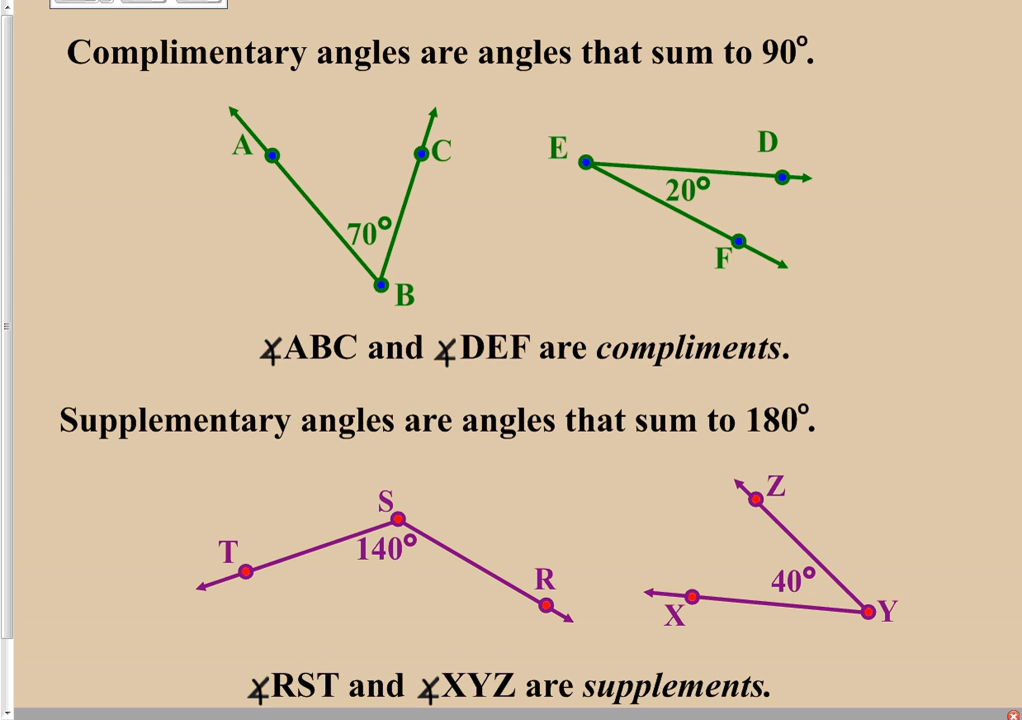 Complimentary angles are angles that sum to 90°.
A
C
E
D
70°
20°
F
B
∡ABC and ∡DEF are compliments.
Supplementary angles are angles that sum to 180°.
S
Z
T
140°
R
40°
X
Y
∡RST and ∡XYZ are supplements.